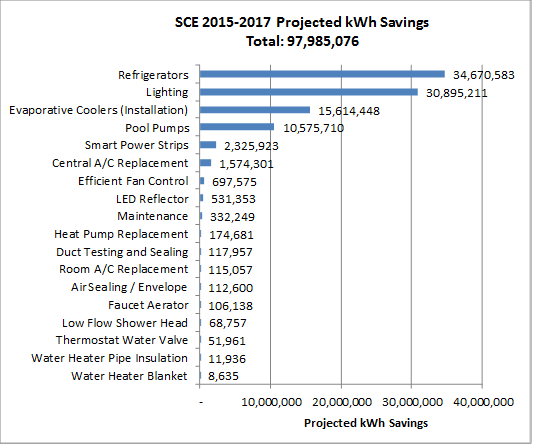 SCE 2015-2017 Projected kWh Savings
Total: 97,985,076
Refrigerators 34,670,583
Lighting 30,895,211
Evaporative Coolers (Installation) 15,614,448
Pool Pumps 10,575,710
Smart Power Strips 2,325,923
Central A/C Replacement 1,574,301
Efficient Fan Control 697,575
LED Reflector 531,353
Maintenance 332,249
Heat Pump Replacement 174,681
Duct Testing and Sealing 117,957
Room A/C Replacement 115,057
Air Sealing / Envelope 112,600
Faucet Aerator 106,138
Low Flow Shower Head 68,757
Thermostat Water Valve 51,961
Water Heater Pipe Insulation 11,936
Water Heater Blanket 8,635
- 10,000,000 20,000,000 30,000,000 40,000,000
Projected kWh Savings